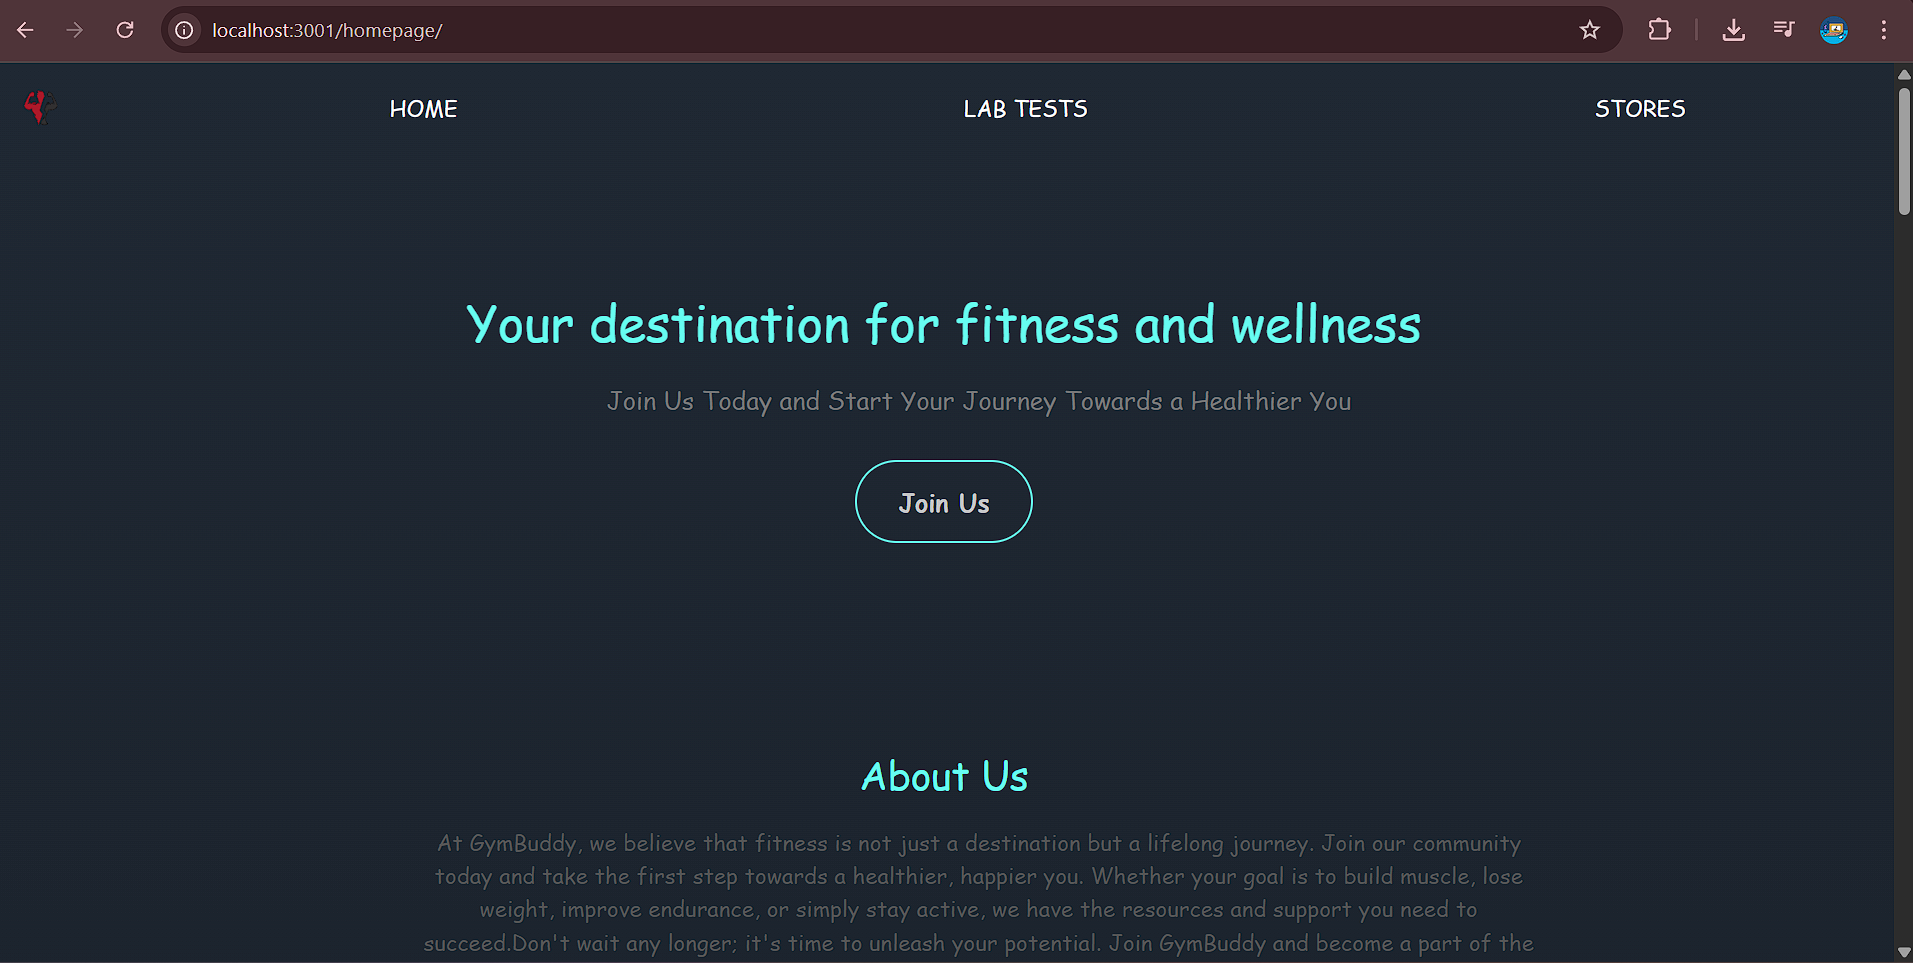 localhost:3001/homepage/
HOME LAB TESTS STORES
Your destination for fitness and wellness
Join Us Today and Start Your Journey Towards a Healthier You
Join Us
About Us
At GymBuddy, we believe that fitness is not just a destination but a lifelong journey. Join our community
today and take the first step towards a healthier, happier you. Whether your goal is to build muscle, lose
weight, improve endurance, or simply stay active, we have the resources and support you need to
succeed.Don't wait any longer; it's time to unleash your potential. Join GymBuddy and become a part of the